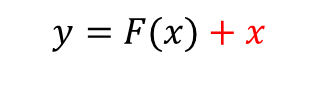 y = F(x) + x